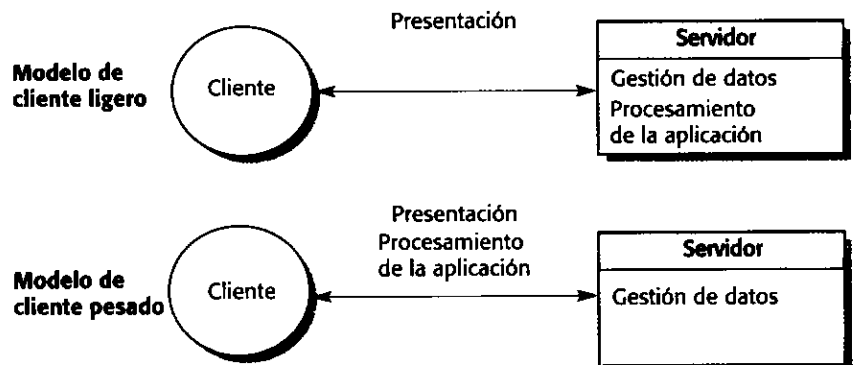 Presentación
Modelo de
cliente ligero
Cliente
Servidor
Gestión de datos
Procesamiento
de la aplicación
Presentación
Procesamiento
de la aplicación
Modelo de
cliente pesado
Cliente
Servidor
Gestión de datos